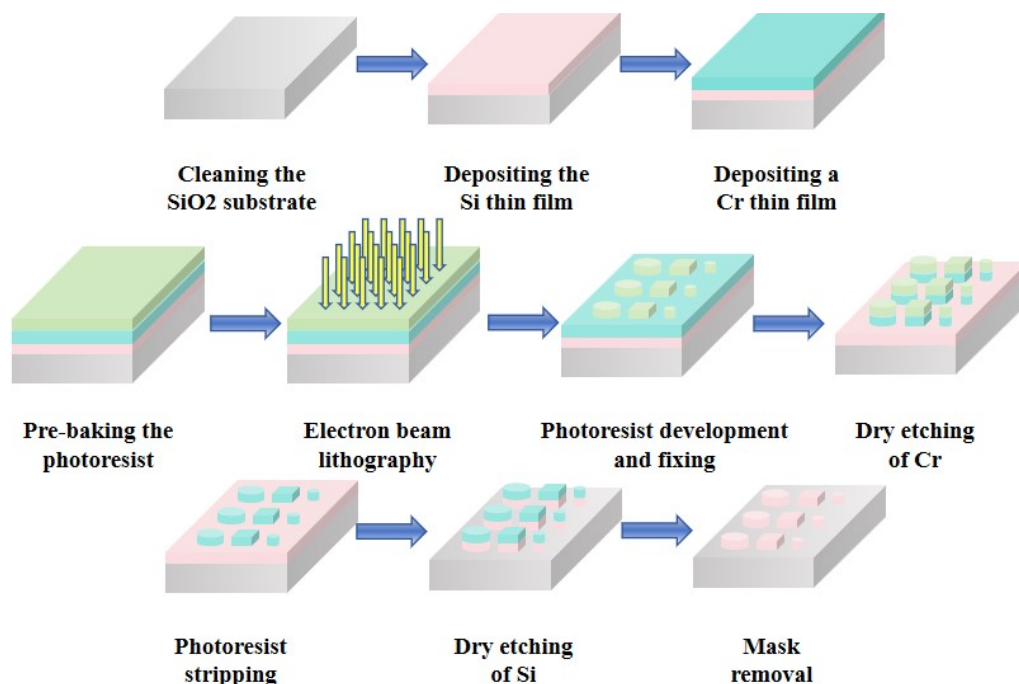 Cleaning the
SiO2 substrate
Depositing the
Si thin film
Depositing a
Cr thin film
Pre-baking the
photoresist
Electron beam
lithography
Photoresist development
and fixing
Dry etching
of Cr
Photoresist
stripping
Dry etching
of Si
Mask
removal